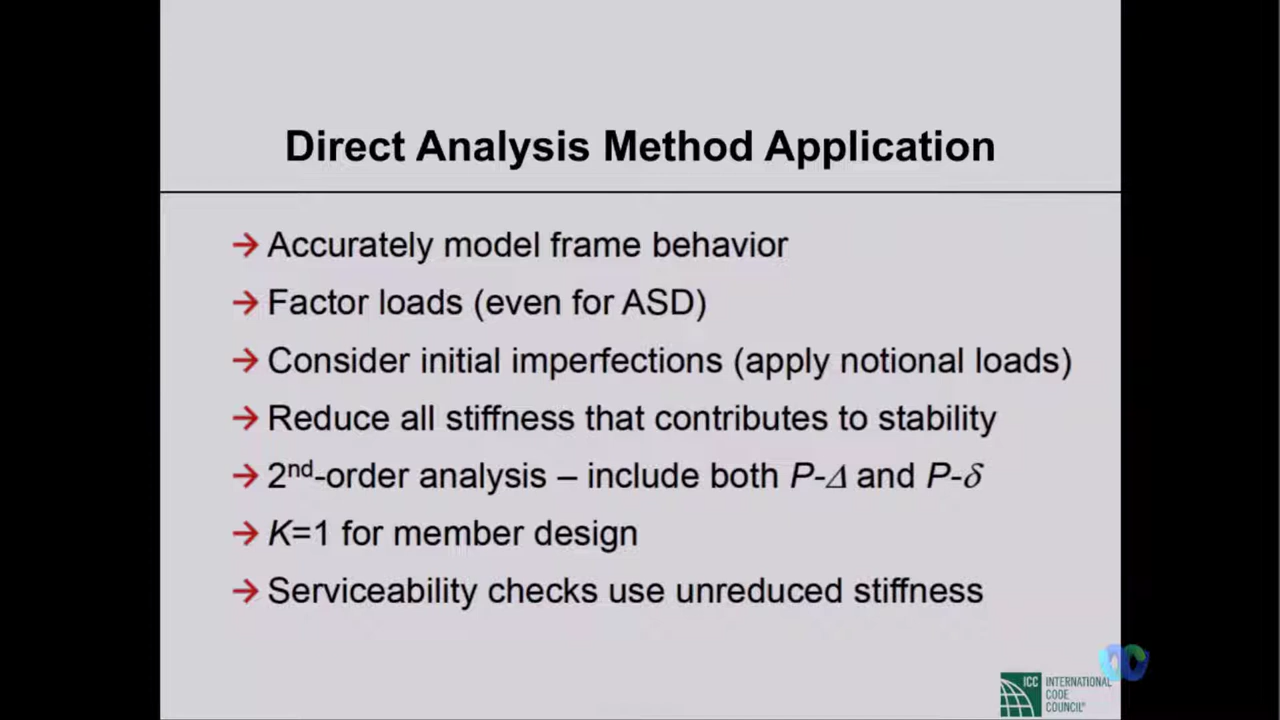 Direct Analysis Method Application
→ Accurately model frame behavior
→ Factor loads (even for ASD)
→ Consider initial imperfections (apply notional loads)
→ Reduce all stiffness that contributes to stability
→ 2nd-order analysis – include both P-Δ and P-δ
→ K=1 for member design
→ Serviceability checks use unreduced stiffness
ICC INTERNATIONAL
CODE
COUNCIL®